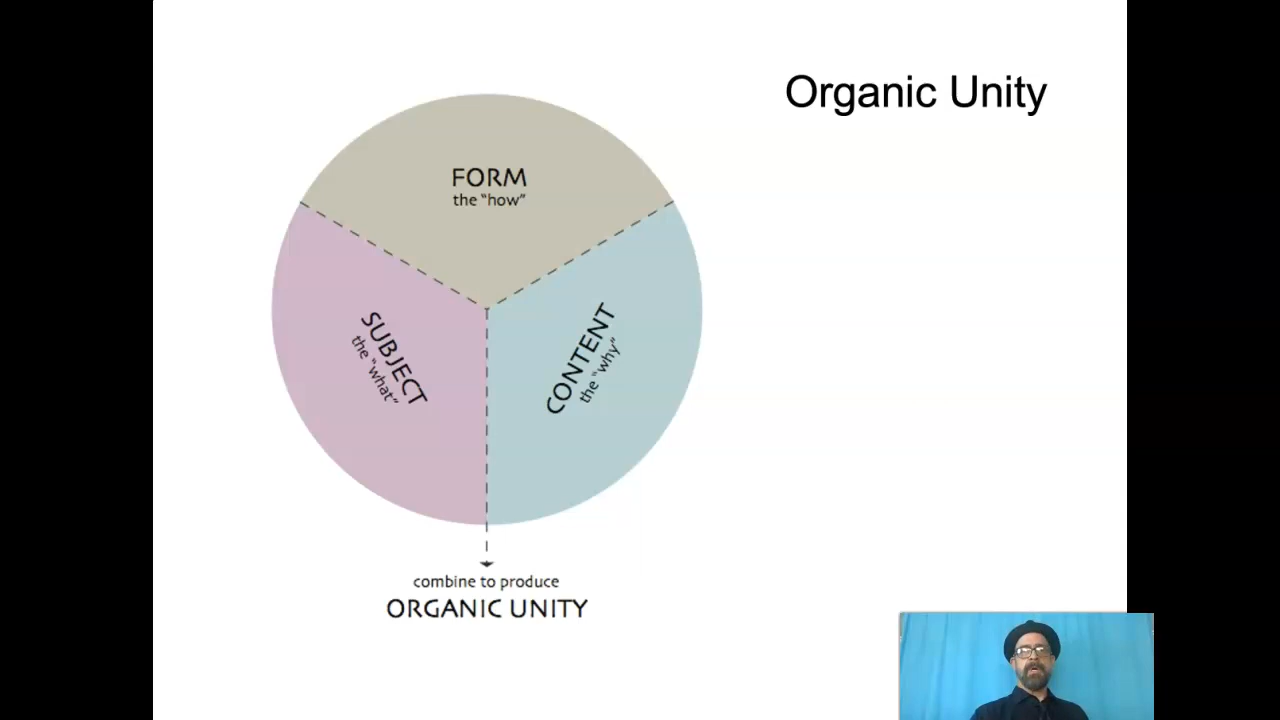 Organic Unity
FORM
the “how”
SUBJECT
the “what”
CONTENT
the “why”
combine to produce
ORGANIC UNITY